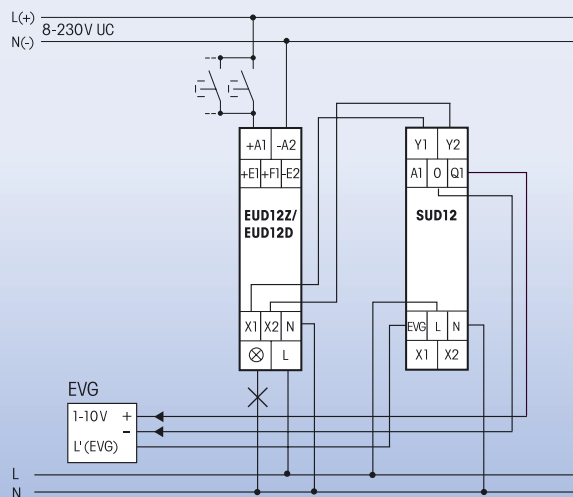 L(+)
8-230V UC
N(-)
+A1 -A2
+E1 +F1 -E2
EUD12Z/
EUD12D
X1 X2 N
L
Y1 Y2
A1 0 Q1
SUD12
EVG L N
X1 X2
EVG
1-10V +
-
L'(EVG)
L
N